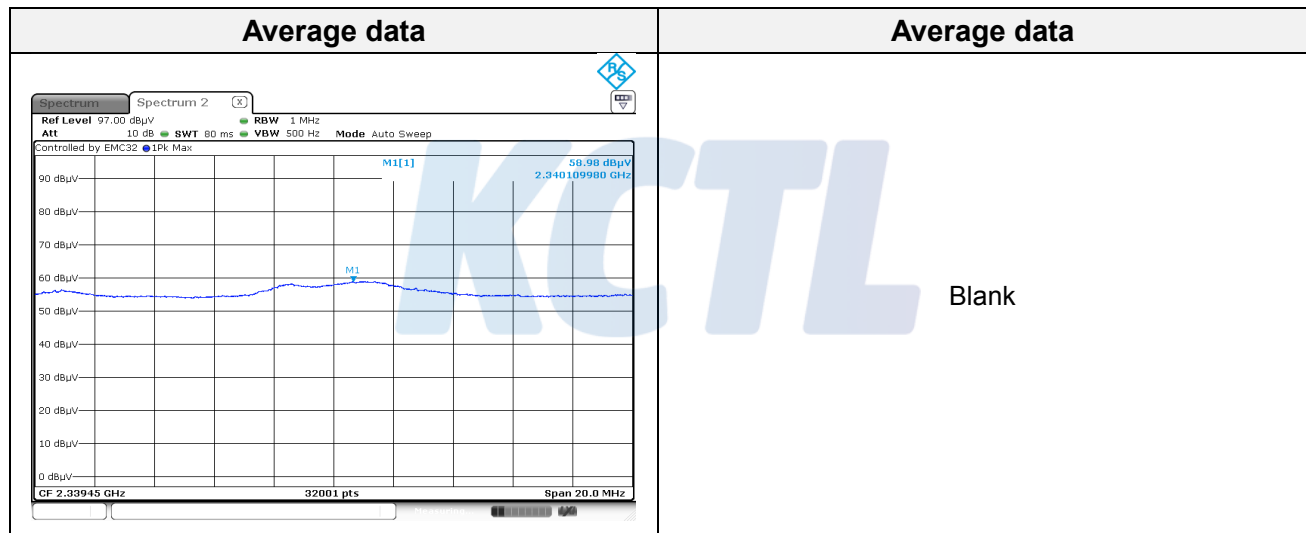 Average data
Average data
R&S
Spectrum
Spectrum 2
X
Ref Level 97.00 dBµV
RBW 1 MHz
Att 10 dB SWT 80 ms VBW 500 Hz Mode Auto Sweep
Controlled by EMC32 1Pk Max
M1[1] 58.98 dBµV
2.340109980 GHz
90 dBµV
80 dBµV
70 dBµV
M1
60 dBµV
50 dBµV
40 dBµV
30 dBµV
20 dBµV
10 dBµV
0 dBµV
CF 2.33945 GHz 32001 pts Span 20.0 MHz
KCTL
Blank